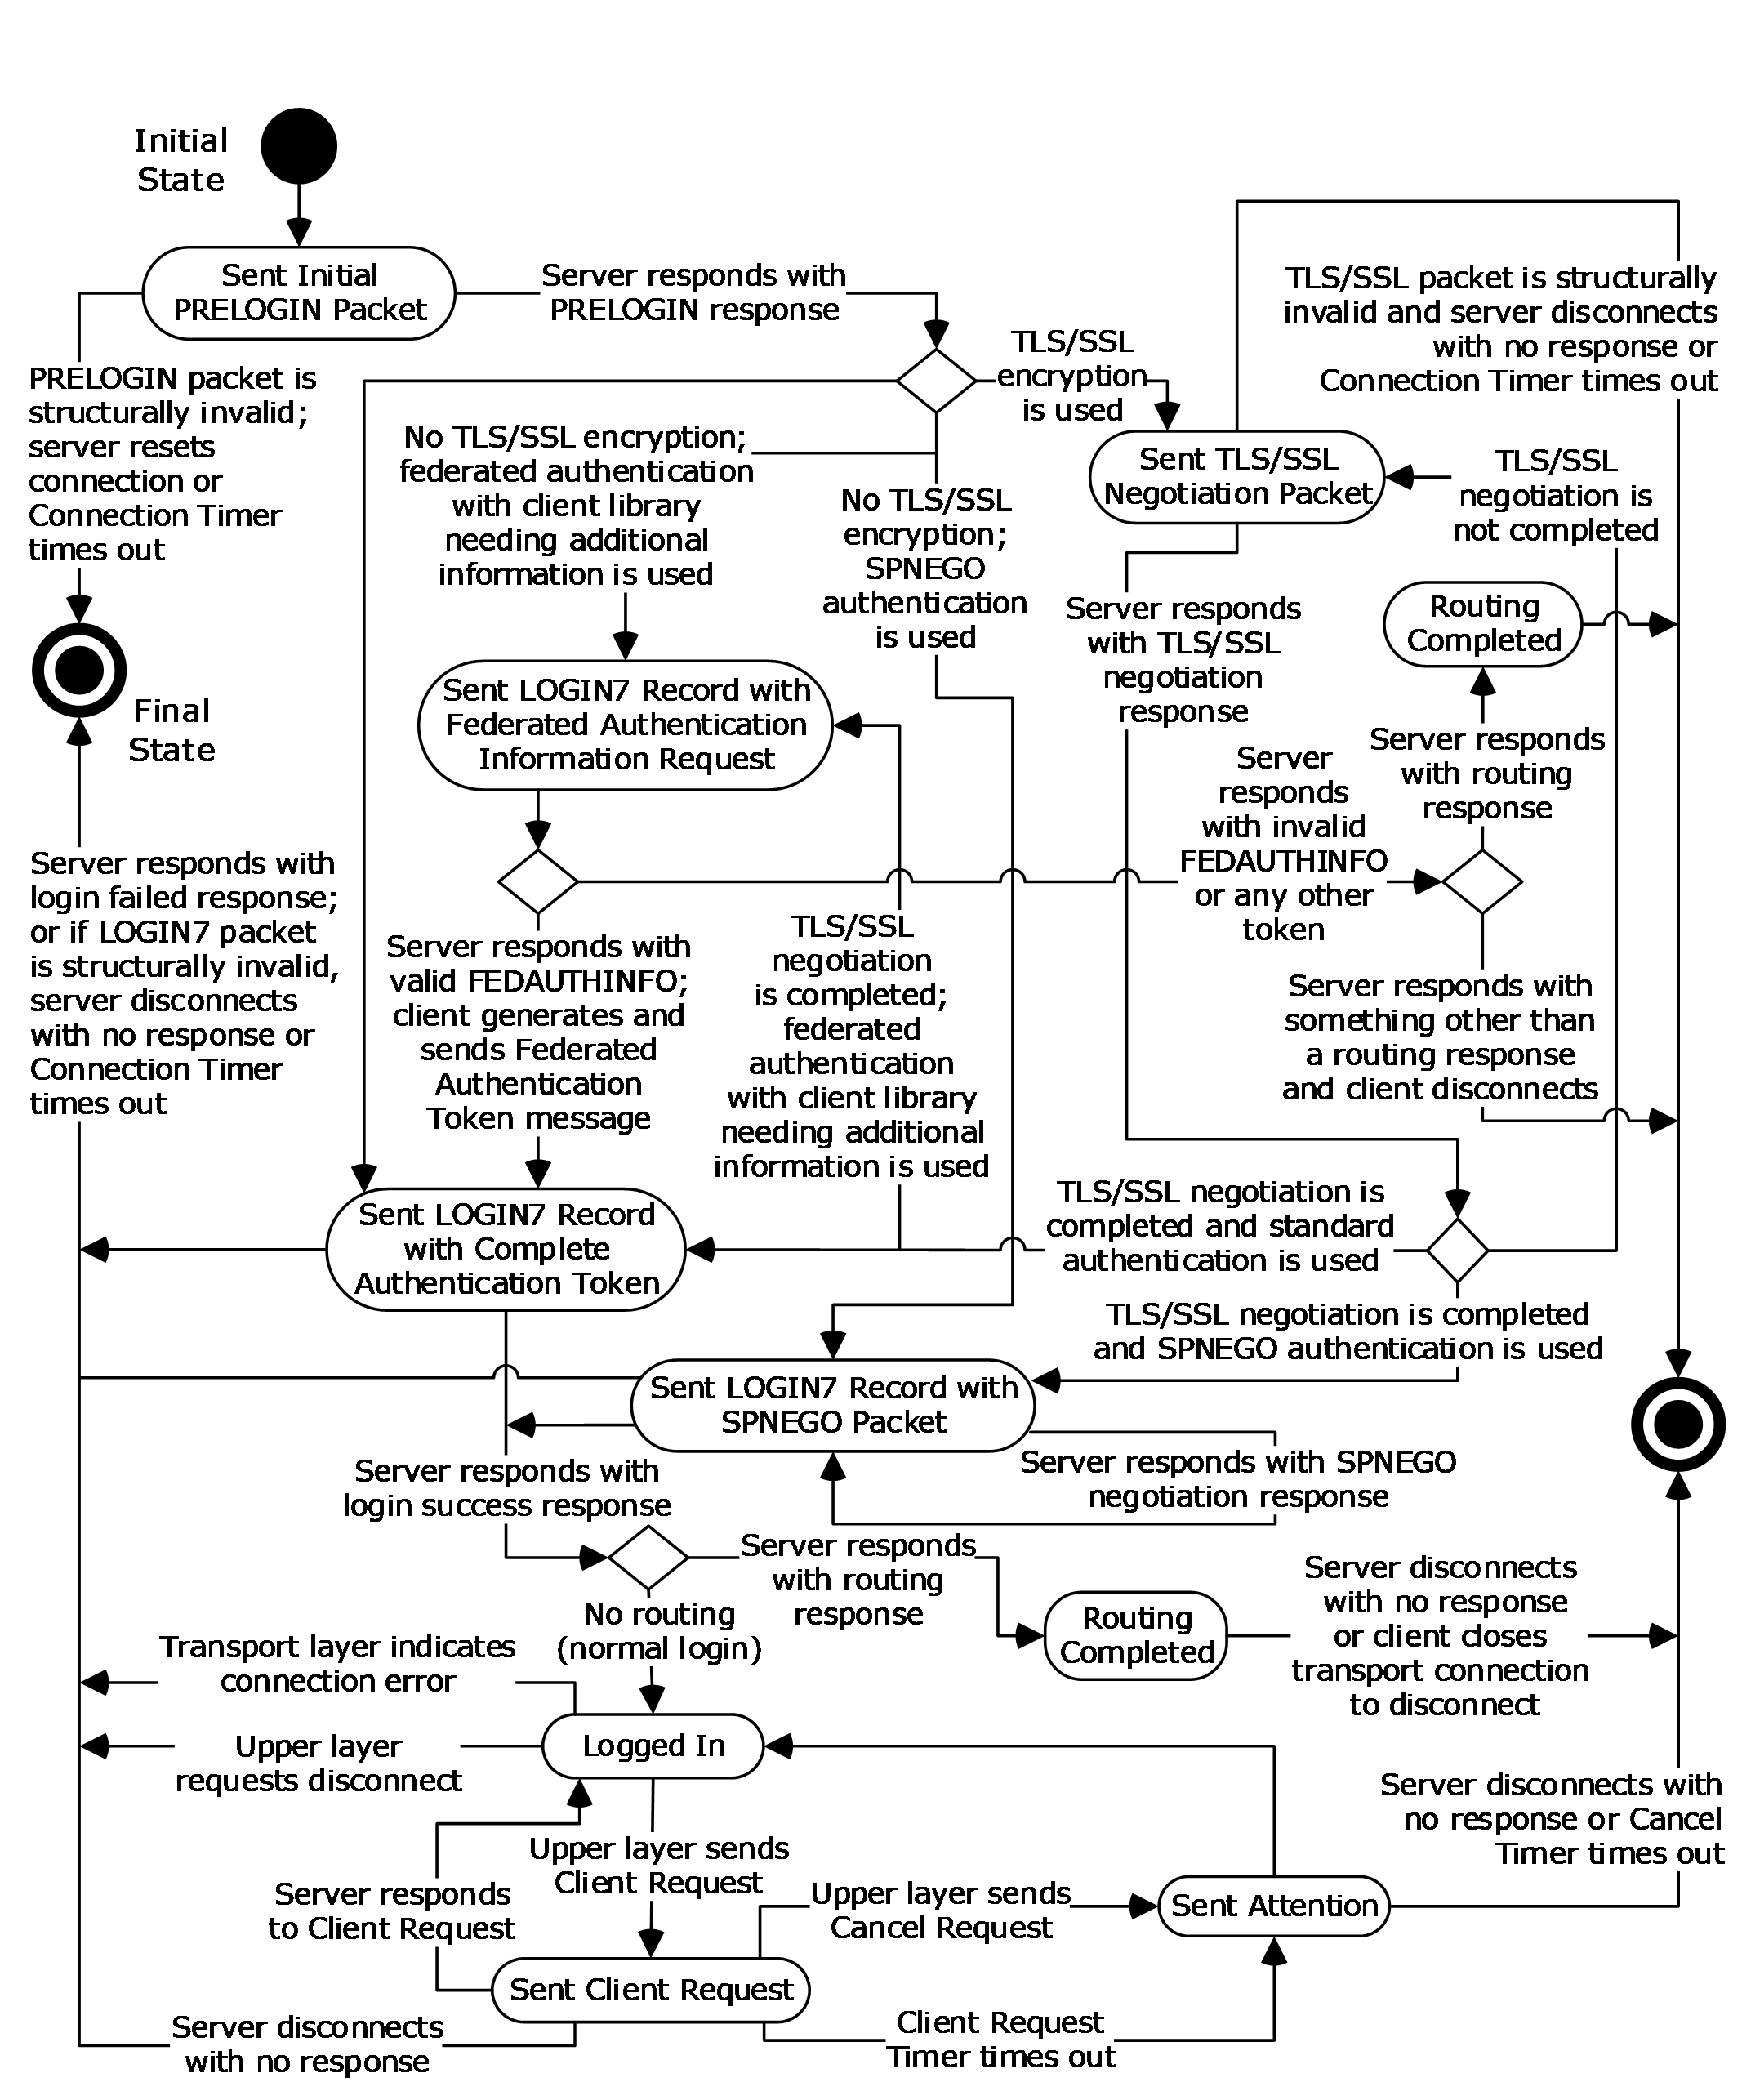 Initial
State
Sent Initial
PRELOGIN Packet
Server responds with
PRELOGIN response
TLS/SSL packet is structurally
invalid and server disconnects
with no response or
Connection Timer times out
TLS/SSL
encryption
is used
PRELOGIN packet is
structurally invalid;
server resets
connection or
Connection Timer
times out
No TLS/SSL encryption;
federated authentication
with client library
needing additional
information is used
No TLS/SSL
encryption;
SPNEGO
authentication
is used
Sent TLS/SSL
Negotiation Packet
TLS/SSL
negotiation is
not completed
Server responds
with TLS/SSL
negotiation
response
Routing
Completed
Final
State
Sent LOGIN7 Record with
Federated Authentication
Information Request
Server responds
with routing
response
Server
responds
with invalid
FEDAUTHINFO
or any other
token
Server responds with
login failed response;
or if LOGIN7 packet
is structurally invalid,
server disconnects
with no response or
Connection Timer
times out
Server responds with
valid FEDAUTHINFO;
client generates and
sends Federated
Authentication
Token message
TLS/SSL
negotiation
is completed;
federated
authentication
with client library
needing additional
information is used
Server responds with
something other than
a routing response
and client disconnects
Sent LOGIN7 Record
with Complete
Authentication Token
TLS/SSL negotiation is
completed and standard
authentication is used
TLS/SSL negotiation is completed
and SPNEGO authentication is used
Sent LOGIN7 Record with
SPNEGO Packet
Server responds with SPNEGO
negotiation response
Server responds with
login success response
Server responds
with routing
response
No routing
(normal login)
Routing
Completed
Server disconnects
with no response
or client closes
transport connection
to disconnect
Transport layer indicates
connection error
Upper layer
requests disconnect
Logged In
Server disconnects with
no response or Cancel
Timer times out
Upper layer sends
Client Request
Server responds
to Client Request
Upper layer sends
Cancel Request
Sent Attention
Sent Client Request
Server disconnects
with no response
Client Request
Timer times out